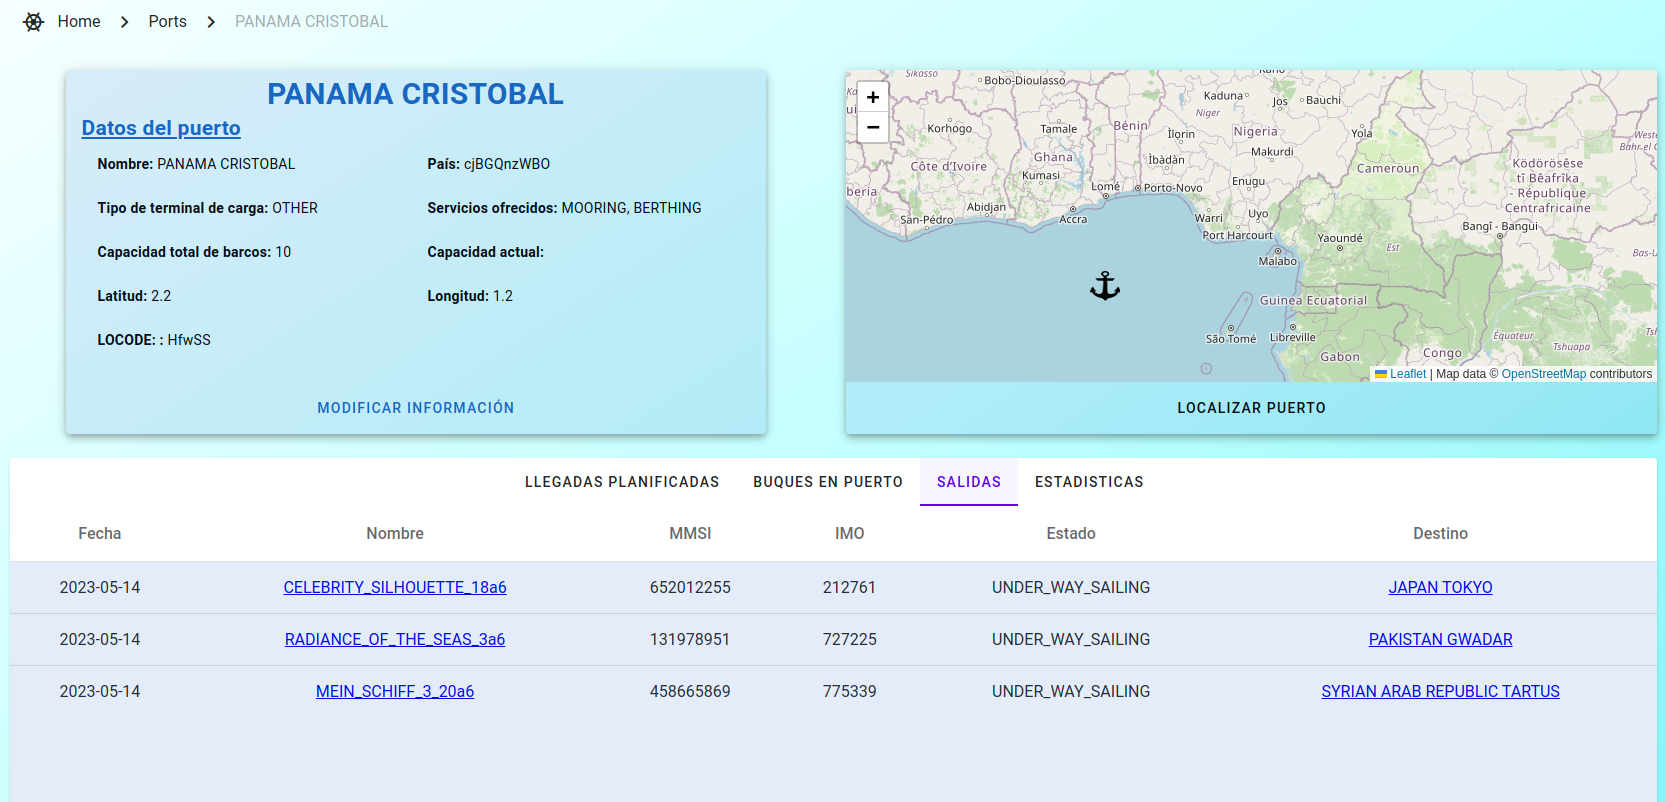 Home > Ports > PANAMA CRISTOBAL
PANAMA CRISTOBAL
Datos del puerto
Nombre: PANAMA CRISTOBAL
País: cjBGQnzWBO
Tipo de terminal de carga: OTHER
Servicios ofrecidos: MOORING, BERTHING
Capacidad total de barcos: 10
Capacidad actual:
Latitud: 2.2
Longitud: 1.2
LOCODE: : HfwSS
MODIFICAR INFORMACIÓN
+
−
Sikasso
Bobo-Dioulasso
Kaduna
Jos
Bauchi
Niger
Korhogo
Tamale
Bénin
Ìlọrin
Nigeria
Yola
Ghana
Ìbàdàn
Makurdi
Côte d'Ivoire
Kumasi
Cameroun
Ködörösêse
tî Bêafrîka
- République
Centrafricaine
Lomé
Porto-Novo
Enugu
Abidjan
San-Pédro
Accra
Warri
Uyo
Port Harcourt
Yaoundé
Est
Bangî - Bangui
Malabo
Guinea Ecuatorial
São Tomé
Libreville
Équateur
Tshuapa
Gabon
Congo
Leaflet | Map data © OpenStreetMap contributors
LOCALIZAR PUERTO
LLEGADAS PLANIFICADAS BUQUES EN PUERTO SALIDAS ESTADISTICAS
Fecha Nombre MMSI IMO Estado Destino
2023-05-14 CELEBRITY_SILHOUETTE_18a6 652012255 212761 UNDER_WAY_SAILING JAPAN TOKYO
2023-05-14 RADIANCE_OF_THE_SEAS_3a6 131978951 727225 UNDER_WAY_SAILING PAKISTAN GWADAR
2023-05-14 MEIN_SCHIFF_3_20a6 458665869 775339 UNDER_WAY_SAILING SYRIAN ARAB REPUBLIC TARTUS